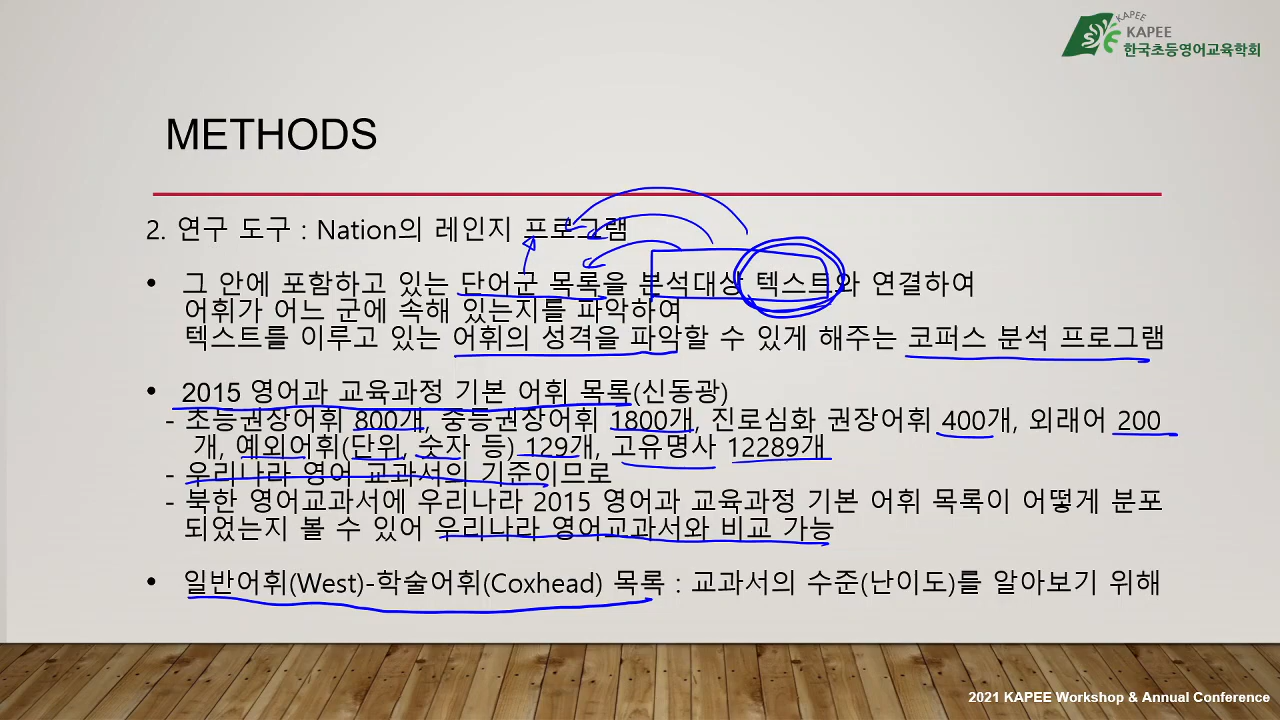 KAPEE
KAPEE
한국초등영어교육학회
METHODS
2. 연구 도구 : Nation의 레인지 프로그램
• 그 안에 포함하고 있는 단어군 목록을 분석대상 텍스트와 연결하여
어휘가 어느 군에 속해 있는지를 파악하여
텍스트를 이루고 있는 어휘의 성격을 파악할 수 있게 해주는 코퍼스 분석 프로그램
• 2015 영어과 교육과정 기본 어휘 목록(신동광)
- 초등권장어휘 800개, 중등권장어휘 1800개, 진로심화 권장어휘 400개, 외래어 200
개, 예외어휘(단위, 숫자 등) 129개, 고유명사 12289개
- 우리나라 영어 교과서의 기준이므로
- 북한 영어교과서에 우리나라 2015 영어과 교육과정 기본 어휘 목록이 어떻게 분포
되었는지 볼 수 있어 우리나라 영어교과서와 비교 가능
• 일반어휘(West)-학술어휘(Coxhead) 목록 : 교과서의 수준(난이도)를 알아보기 위해
2021 KAPEE Workshop & Annual Conference